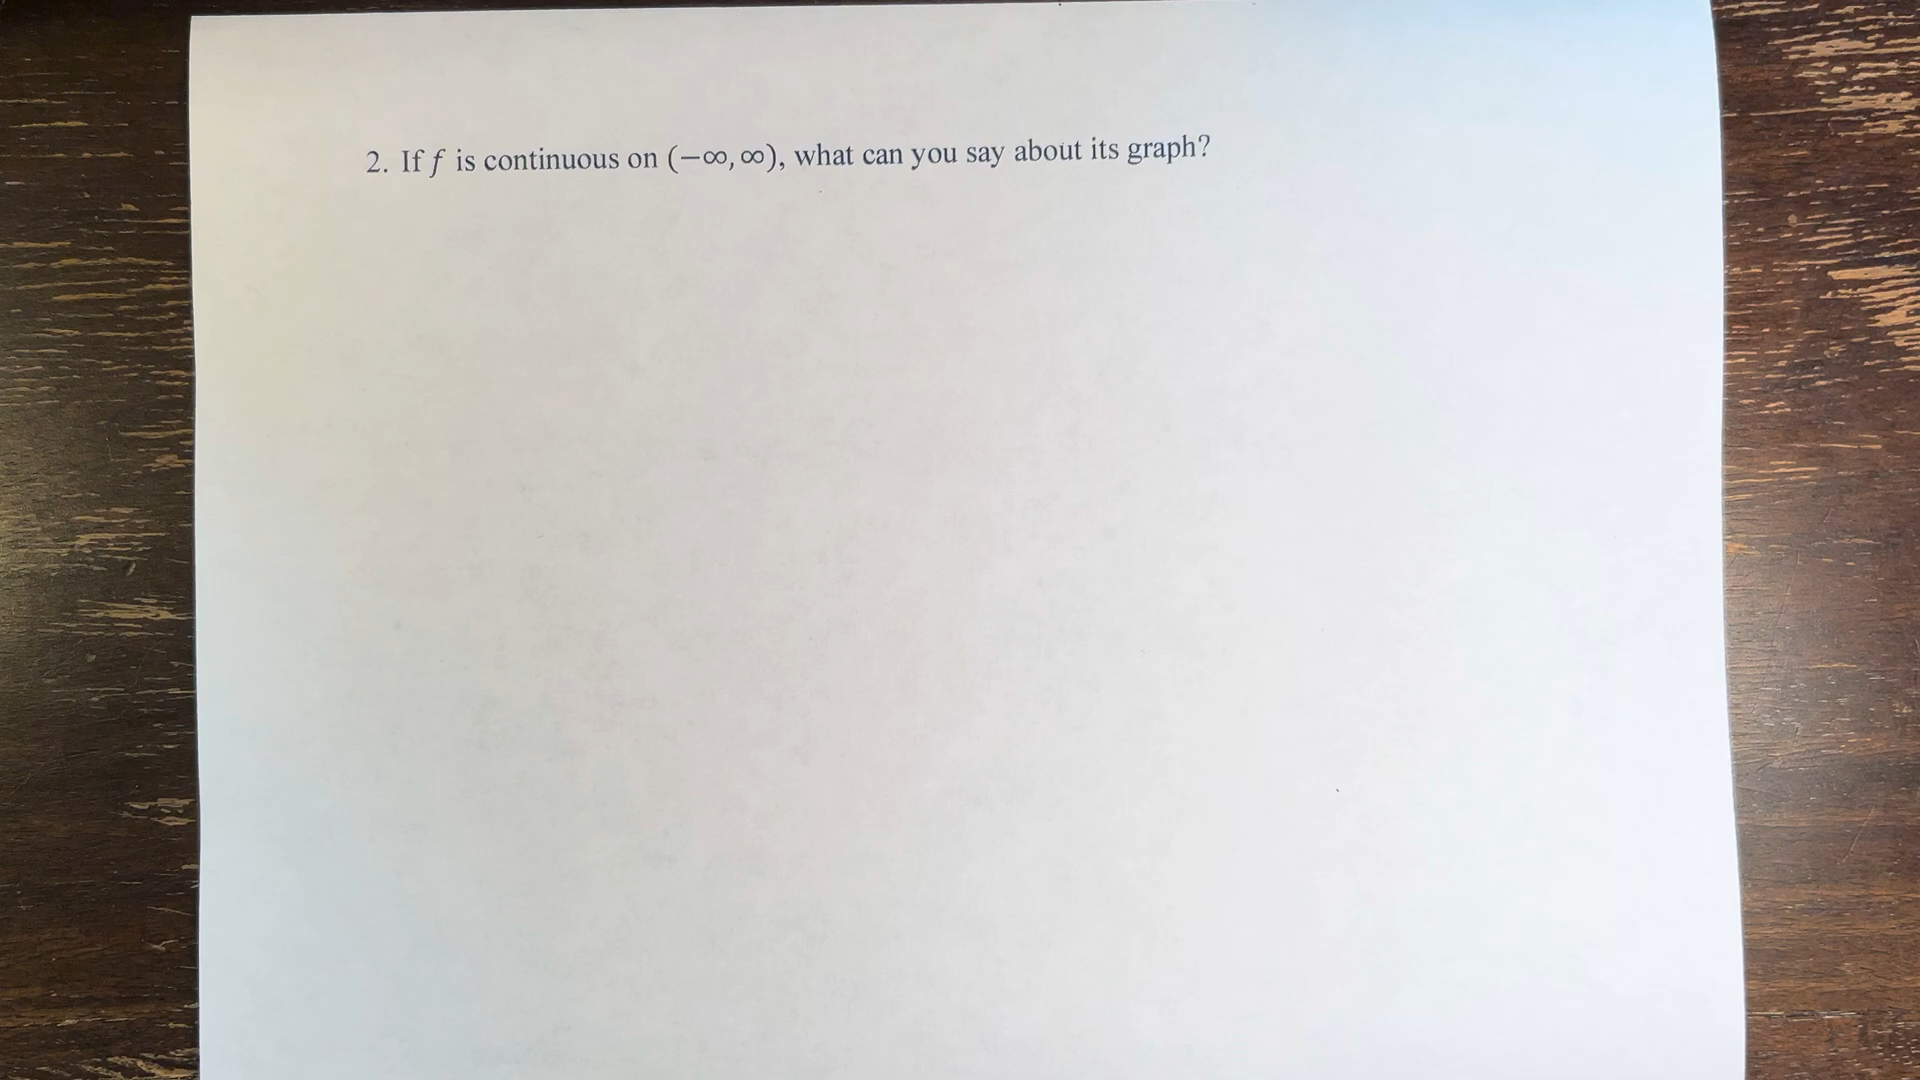 2. If f is continuous on (−∞, ∞), what can you say about its graph?